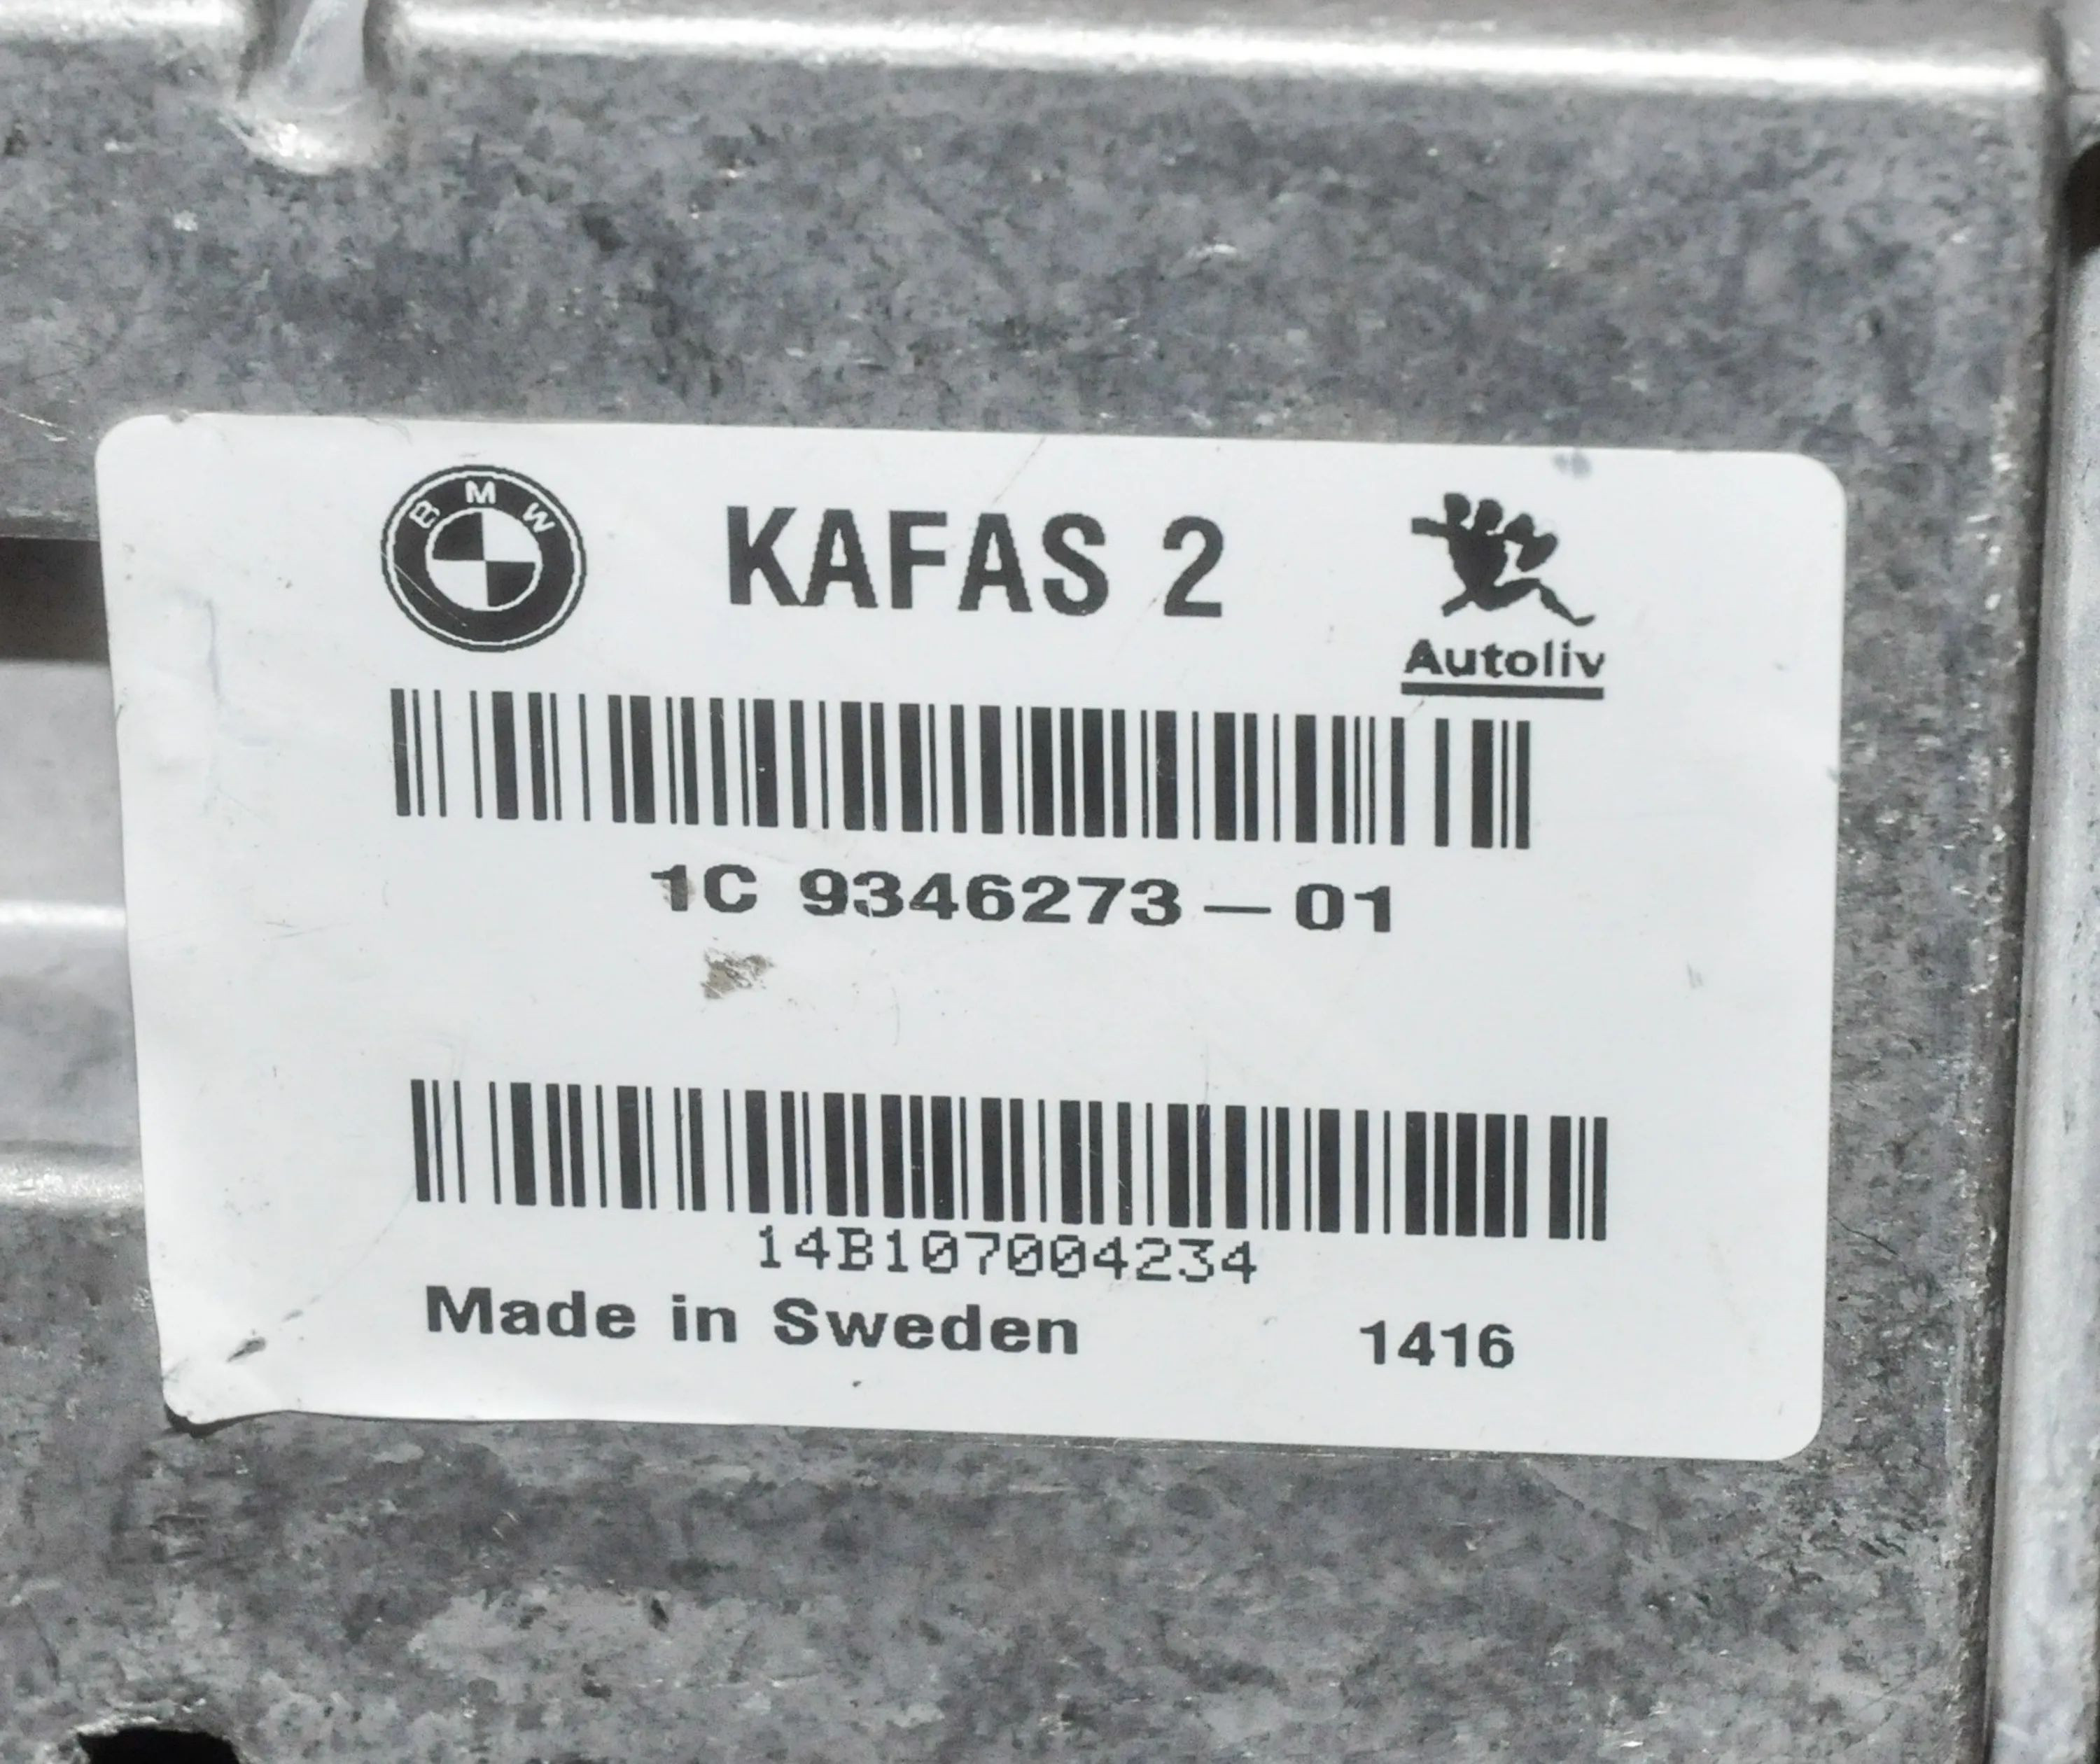 BMW
KAFAS 2
Autoliv
1C 9346273-01
14B107004234
Made in Sweden 1416